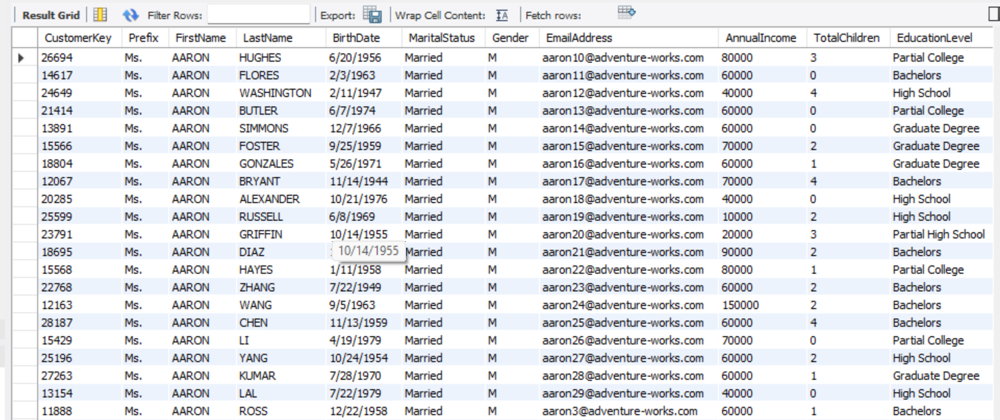 Result Grid Filter Rows: Export: Wrap Cell Content: Fetch rows:
CustomerKey Prefix FirstName LastName BirthDate MaritalStatus Gender EmailAddress AnnualIncome TotalChildren EducationLevel
26694 Ms. AARON HUGHES 6/20/1956 Married M aaron10@adventure-works.com 80000 3 Partial College
14617 Ms. AARON FLORES 2/3/1963 Married M aaron11@adventure-works.com 60000 0 Bachelors
24649 Ms. AARON WASHINGTON 2/11/1947 Married M aaron12@adventure-works.com 40000 4 High School
21414 Ms. AARON BUTLER 6/7/1974 Married M aaron13@adventure-works.com 60000 0 Partial College
13891 Ms. AARON SIMMONS 12/7/1966 Married M aaron14@adventure-works.com 60000 0 Graduate Degree
15566 Ms. AARON FOSTER 9/25/1959 Married M aaron15@adventure-works.com 70000 2 Graduate Degree
18804 Ms. AARON GONZALES 5/26/1971 Married M aaron16@adventure-works.com 60000 1 Graduate Degree
12067 Ms. AARON BRYANT 11/14/1944 Married M aaron17@adventure-works.com 70000 4 Bachelors
20285 Ms. AARON ALEXANDER 10/21/1976 Married M aaron18@adventure-works.com 40000 0 High School
25599 Ms. AARON RUSSELL 6/8/1969 Married M aaron19@adventure-works.com 10000 2 High School
23791 Ms. AARON GRIFFIN 10/14/1955 Married M aaron20@adventure-works.com 20000 3 Partial High School
18695 Ms. AARON DIAZ 10/14/1955 Married M aaron21@adventure-works.com 90000 2 Bachelors
15568 Ms. AARON HAYES 1/11/1958 Married M aaron22@adventure-works.com 80000 1 Partial College
22768 Ms. AARON ZHANG 7/22/1949 Married M aaron23@adventure-works.com 60000 2 Bachelors
12163 Ms. AARON WANG 9/5/1963 Married M aaron24@adventure-works.com 150000 2 Bachelors
28187 Ms. AARON CHEN 11/13/1959 Married M aaron25@adventure-works.com 60000 4 Bachelors
15429 Ms. AARON LI 4/19/1979 Married M aaron26@adventure-works.com 70000 0 Partial College
25196 Ms. AARON YANG 10/24/1954 Married M aaron27@adventure-works.com 60000 2 High School
27263 Ms. AARON KUMAR 7/28/1970 Married M aaron28@adventure-works.com 60000 1 Graduate Degree
13154 Ms. AARON LAL 7/22/1979 Married M aaron29@adventure-works.com 40000 0 High School
11888 Ms. AARON ROSS 12/22/1958 Married M aaron3@adventure-works.com 60000 1 Bachelors